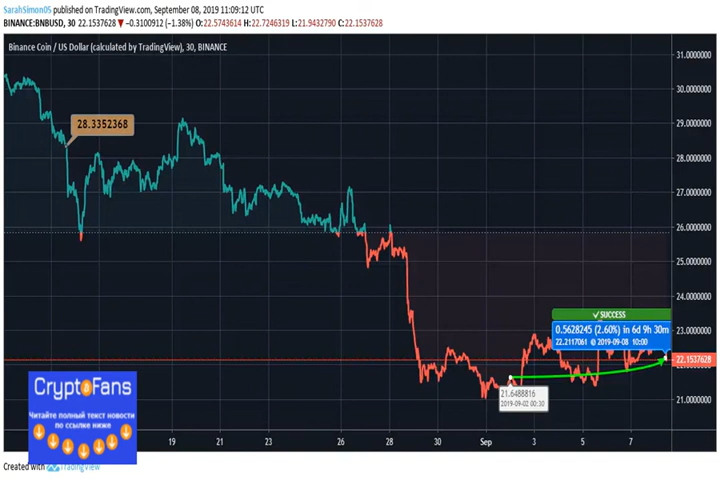 SarahSimon05 published on TradingView.com, September 08, 2019 11:09:12 UTC
BINANCE:BNBUSD, 30 22.1537628 ▼ −0.3100912 (−1.38%) O:22.5743614 H:22.7246319 L:21.9432790 C:22.1537628
Binance Coin / US Dollar (calculated by TradingView), 30, BINANCE
31.0000000
30.0000000
29.0000000
28.3352368
28.0000000
27.0000000
26.0000000
25.0000000
24.0000000
✓ SUCCESS
23.0000000
0.5628245 (2.60%) in 6d 9h 30m
22.2117061 @ 2019-09-08 10:00
22.1537628
21.6488816
2019-09-02 00:30
21.0000000
CryptoFans
Читайте полный текст новости
по ссылке ниже
19 21 23 26 28 30 Sep 3 5 7
Created with TradingView